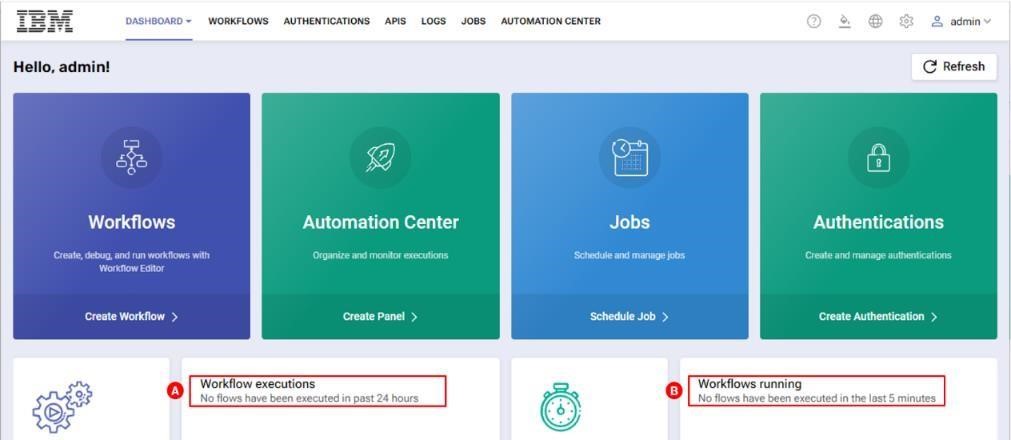 IBM DASHBOARD WORKFLOWS AUTHENTICATIONS APIS LOGS JOBS AUTOMATION CENTER ? admin
Hello, admin!
Refresh
Workflows
Create, debug, and run workflows with
Workflow Editor
Create Workflow >
Automation Center
Organize and monitor executions
Create Panel >
Jobs
Schedule and manage jobs
Schedule Job >
Authentications
Create and manage authentications
Create Authentication >
A
Workflow executions
No flows have been executed in past 24 hours
B
Workflows running
No flows have been executed in the last 5 minutes